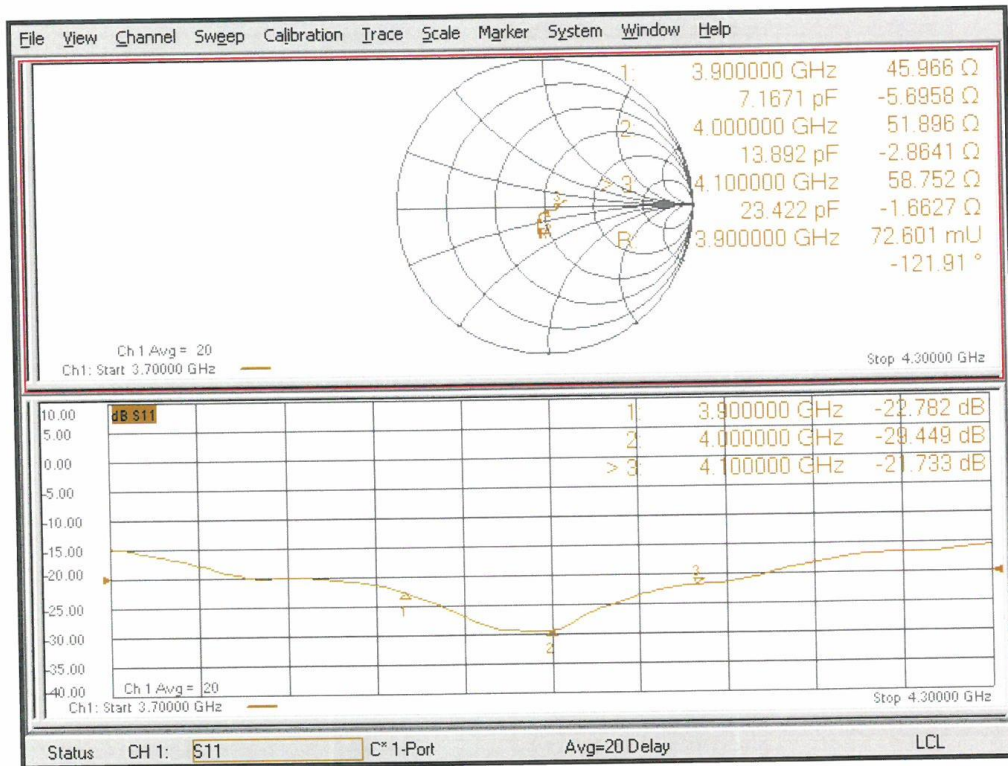 File View Channel Sweep Calibration Trace Scale Marker System Window Help
1: 3.900000 GHz 45.966 Ω
7.1671 pF -5.6958 Ω
2: 4.000000 GHz 51.896 Ω
13.892 pF -2.8641 Ω
> 3: 4.100000 GHz 58.752 Ω
23.422 pF -1.6627 Ω
R: 3.900000 GHz 72.601 mU
-121.91 °
Ch 1 Avg = 20
Ch1: Start 3.70000 GHz
Stop 4.30000 GHz
dB S11
10.00
5.00
0.00
-5.00
-10.00
-15.00
-20.00
-25.00
-30.00
-35.00
-40.00
1: 3.900000 GHz -22.782 dB
2: 4.000000 GHz -29.449 dB
> 3: 4.100000 GHz -21.733 dB
1
2
3
Ch 1 Avg = 20
Ch1: Start 3.70000 GHz
Stop 4.30000 GHz
Status CH 1: S11 C* 1-Port Avg=20 Delay LCL